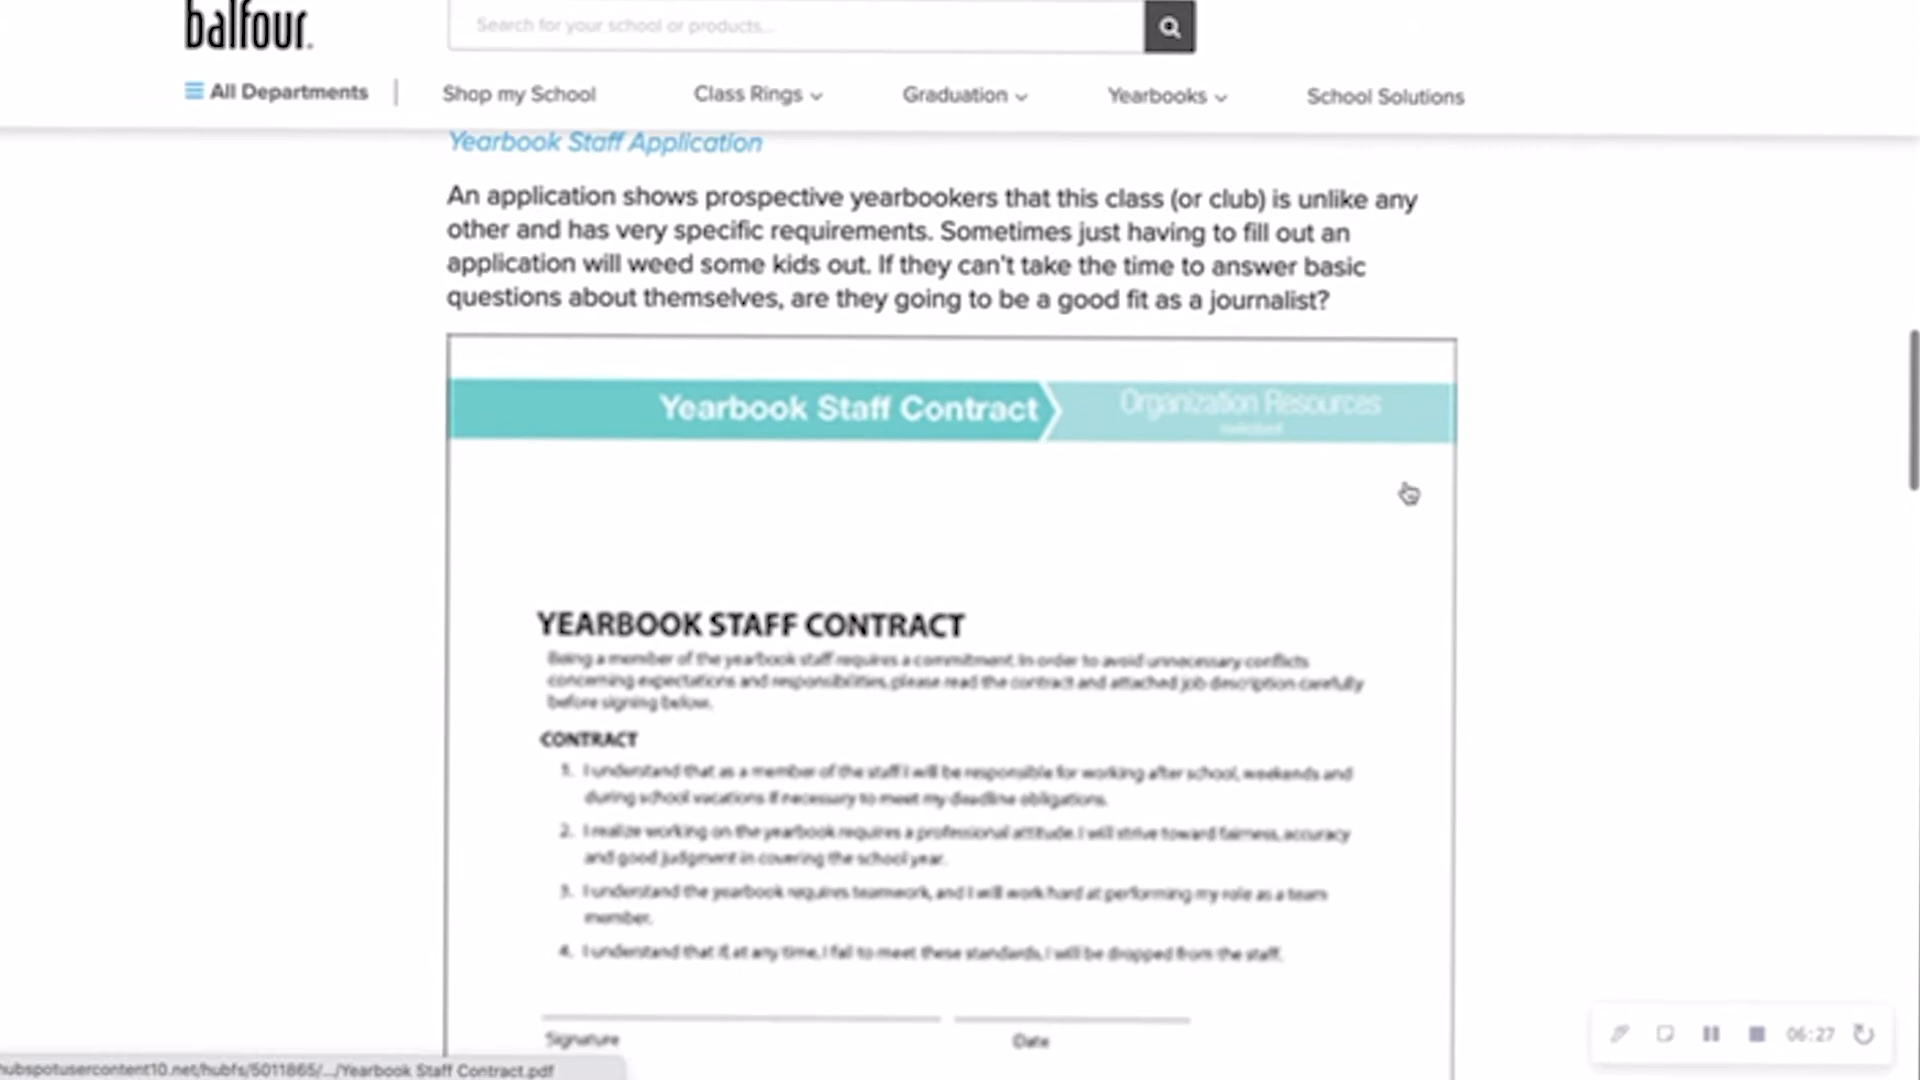 balfour.
Search for your school or products...
All Departments
Shop my School
Class Rings
Graduation
Yearbooks
School Solutions
Yearbook Staff Application
An application shows prospective yearbookers that this class (or club) is unlike any
other and has very specific requirements. Sometimes just having to fill out an
application will weed some kids out. If they can't take the time to answer basic
questions about themselves, are they going to be a good fit as a journalist?
Yearbook Staff Contract
Organization Resources
YEARBOOK STAFF CONTRACT
Being a member of the yearbook staff requires a commitment. In order to avoid unnecessary conflicts
concerning expectations and responsibilities, please read the contract and attached job description carefully
before signing below.
CONTRACT
1. I understand that as a member of the staff I will be responsible for working after school, weekends and
during school vacations if necessary to meet my deadline obligations.
2. I realize working on the yearbook requires a professional attitude. I will strive toward fairness, accuracy
and good judgment in covering the school year.
3. I understand the yearbook requires teamwork, and I will work hard at performing my role as a team
member.
4. I understand that if, at any time, I fail to meet these standards, I will be dropped from the staff.
Signature
Date
hubspotusercontent10.net/hubfs/5011865/.../Yearbook Staff Contract.pdf
06:27